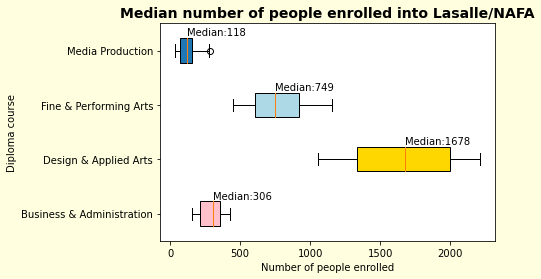 Median number of people enrolled into Lasalle/NAFA
Median:118
Media Production
Median:749
Fine & Performing Arts
Median:1678
Design & Applied Arts
Median:306
Business & Administration
Diploma course
0 500 1000 1500 2000
Number of people enrolled